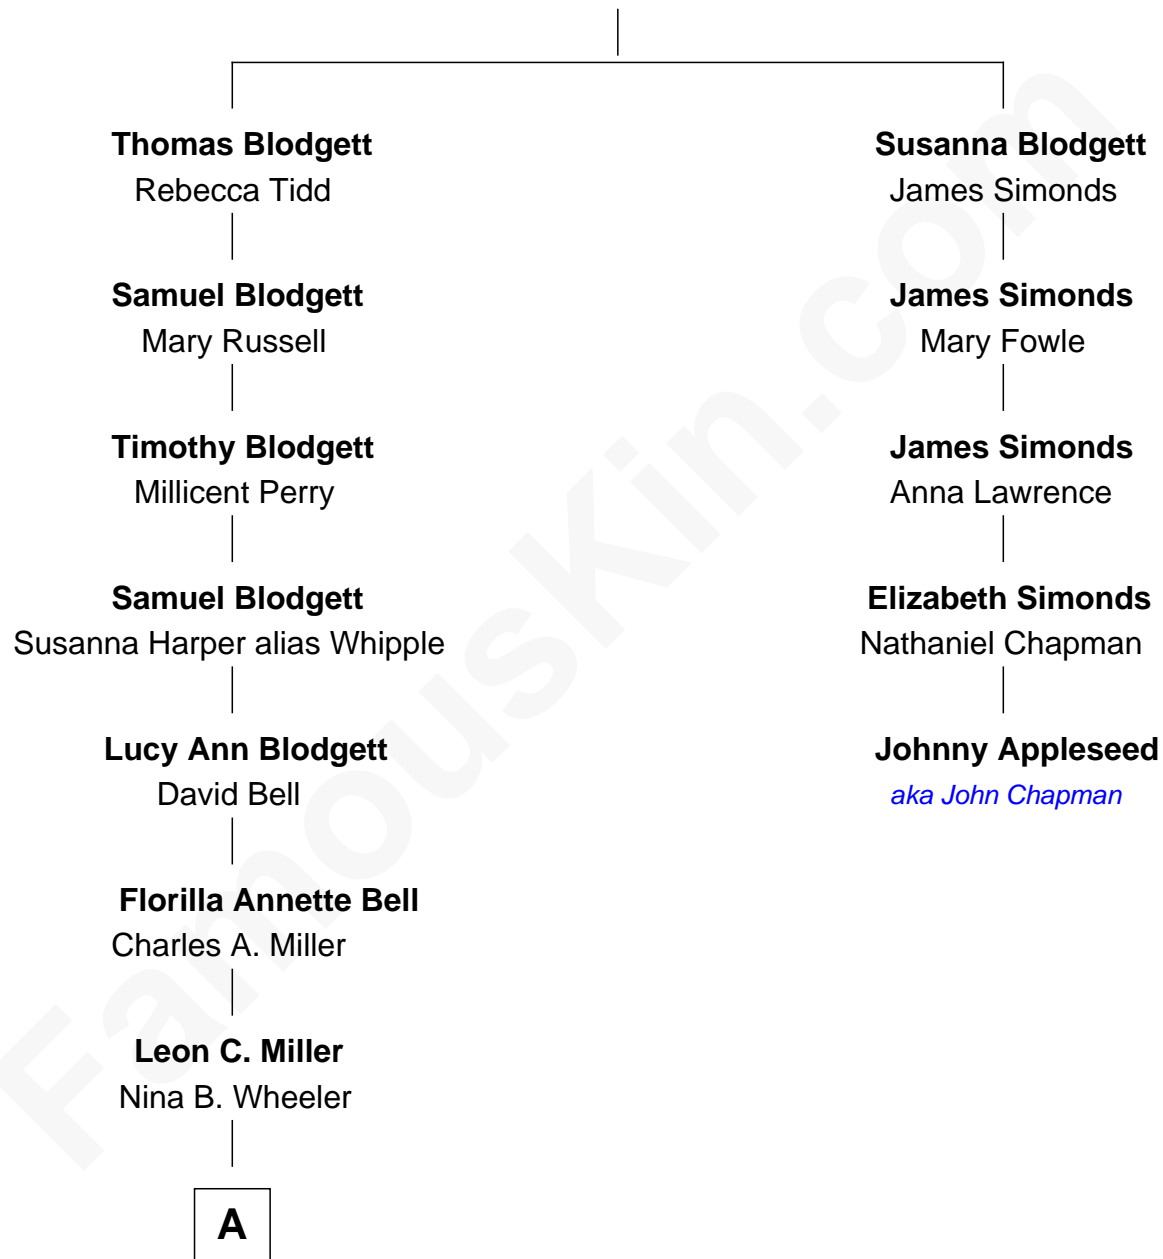 Thomas Blodgett
Rebecca Tidd
Samuel Blodgett
Mary Russell
Timothy Blodgett
Millicent Perry
Samuel Blodgett
Susanna Harper alias Whipple
Lucy Ann Blodgett
David Bell
Florilla Annette Bell
Charles A. Miller
Leon C. Miller
Nina B. Wheeler
A
Susanna Blodgett
James Simonds
James Simonds
Mary Fowle
James Simonds
Anna Lawrence
Elizabeth Simonds
Nathaniel Chapman
Johnny Appleseed
aka John Chapman
FamousKin.com